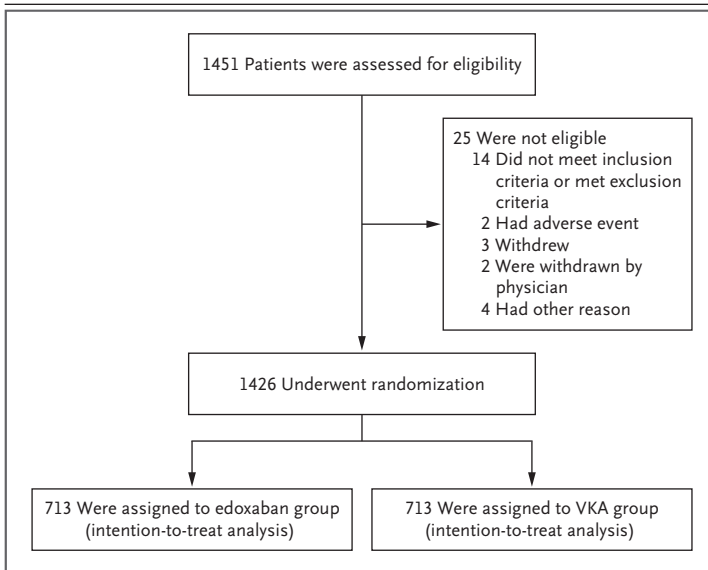 1451 Patients were assessed for eligibility
25 Were not eligible
14 Did not meet inclusion
criteria or met exclusion
criteria
2 Had adverse event
3 Withdrew
2 Were withdrawn by
physician
4 Had other reason
1426 Underwent randomization
713 Were assigned to edoxaban group
(intention-to-treat analysis)
713 Were assigned to VKA group
(intention-to-treat analysis)